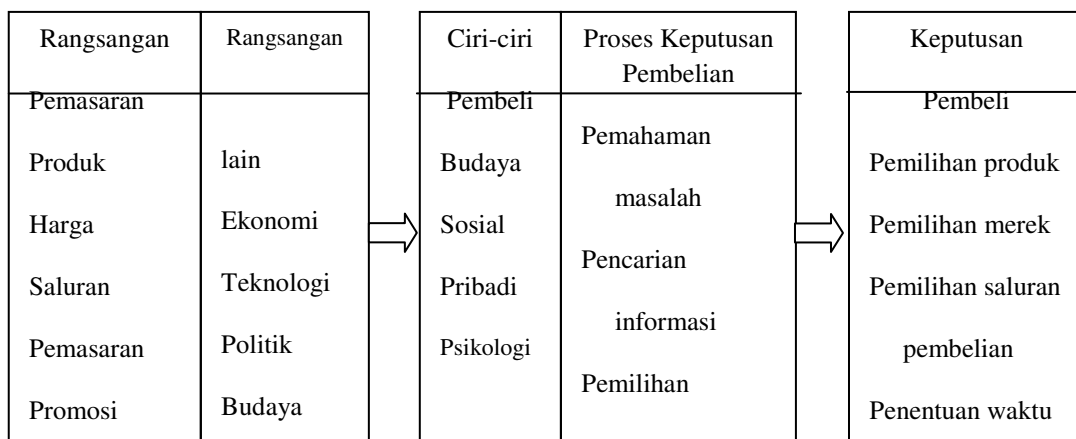 Rangsangan
Pemasaran
Produk
Harga
Saluran
Pemasaran
Promosi
Rangsangan
lain
Ekonomi
Teknologi
Politik
Budaya
Ciri-ciri
Pembeli
Budaya
Sosial
Pribadi
Psikologi
Proses Keputusan
Pembelian
Pemahaman
masalah
Pencarian
informasi
Pemilihan
Keputusan
Pembeli
Pemilihan produk
Pemilihan merek
Pemilihan saluran
pembelian
Penentuan waktu